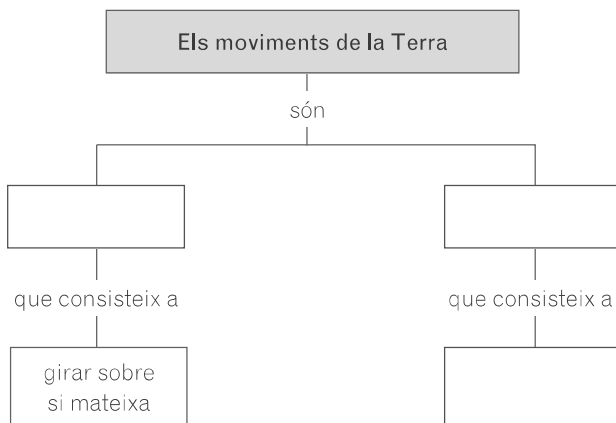 Els moviments de la Terra
són
que consisteix a
que consisteix a
girar sobre
si mateixa